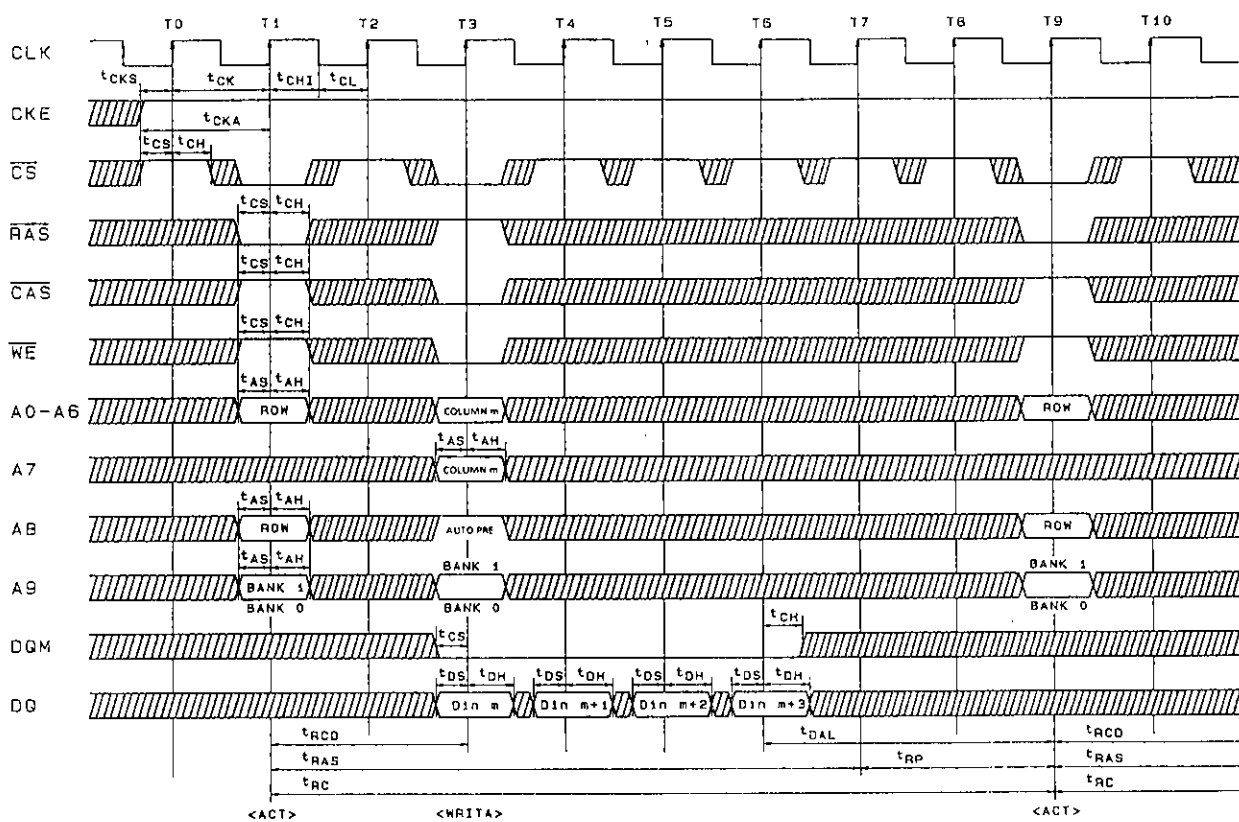 T0 T1 T2 T3 T4 T5 T6 T7 T8 T9 T10
CLK
tCKS tCK tCHI tCL
CKE
tCKA
tCS tCH
CS
tCS tCH
RAS
tCS tCH
CAS
tCS tCH
WE
tAS tAH
A0-A6 ROW COLUMN m ROW
tAS tAH
A7 COLUMN m
tAS tAH
A8 ROW AUTO PRE ROW
tAS tAH BANK 1 BANK 1
A9 BANK 1
BANK 0 BANK 0 BANK 0
tCH
DQM tCS
tDS tDH tDS tDH tDS tDH tDS tDH
DQ Din m Din m+1 Din m+2 Din m+3
tRCD tDAL tRCD
tRAS tRP tRAS
tRC tRC
<ACT> <WRITA> <ACT>